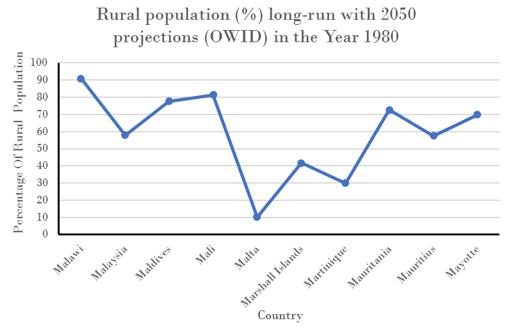 Rural population (%) long-run with 2050
projections (OWID) in the Year 1980
Percentage Of Rural Population
100
90
80
70
60
50
40
30
20
10
0
Malawi
Malaysia
Maldives
Mali
Malta
Marshall Islands
Martinique
Mauritania
Mauritius
Mayotte
Country